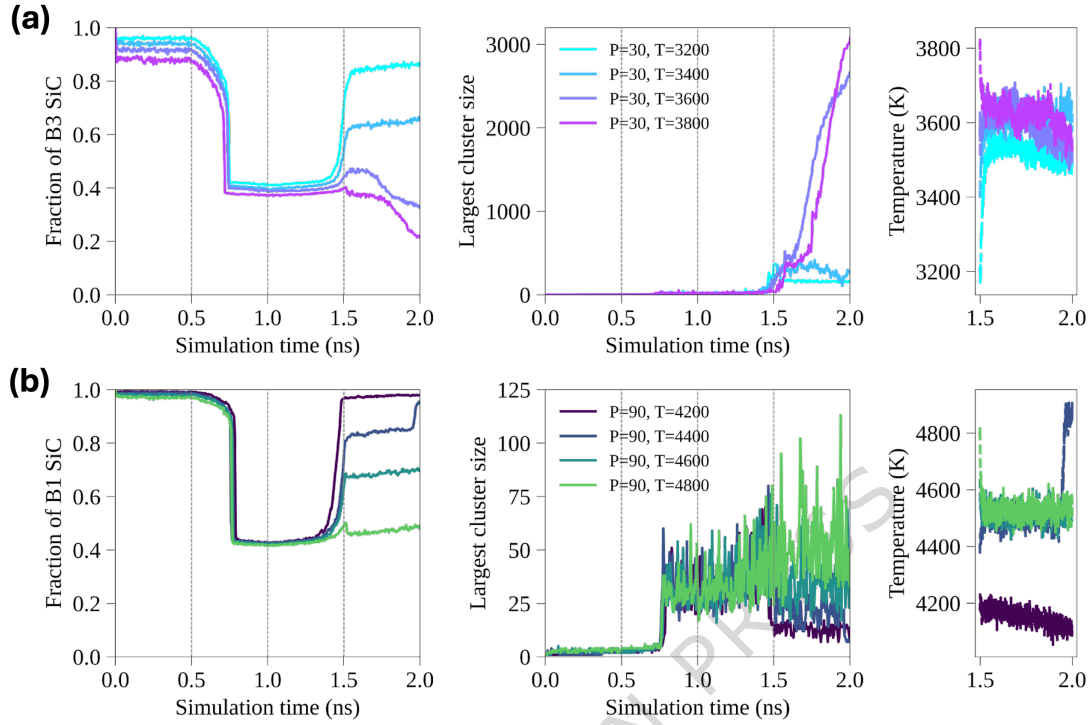 (a)
Fraction of B3 SiC
1.0
0.8
0.6
0.4
0.2
0.0
0.0 0.5 1.0 1.5 2.0
Simulation time (ns)
Largest cluster size
3000
2000
1000
0
P=30, T=3200
P=30, T=3400
P=30, T=3600
P=30, T=3800
0.0 0.5 1.0 1.5 2.0
Simulation time (ns)
Temperature (K)
3800
3600
3400
3200
1.5 2.0
(b)
Fraction of B1 SiC
1.0
0.8
0.6
0.4
0.2
0.0
0.0 0.5 1.0 1.5 2.0
Simulation time (ns)
Largest cluster size
125
100
75
50
25
0
P=90, T=4200
P=90, T=4400
P=90, T=4600
P=90, T=4800
0.0 0.5 1.0 1.5 2.0
Simulation time (ns)
Temperature (K)
4800
4600
4400
4200
1.5 2.0